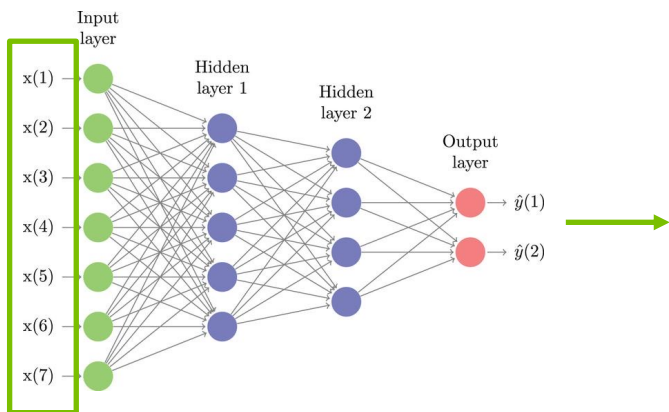 Input
layer
x(1)
x(2)
x(3)
x(4)
x(5)
x(6)
x(7)
Hidden
layer 1
Hidden
layer 2
Output
layer
ŷ(1)
ŷ(2)